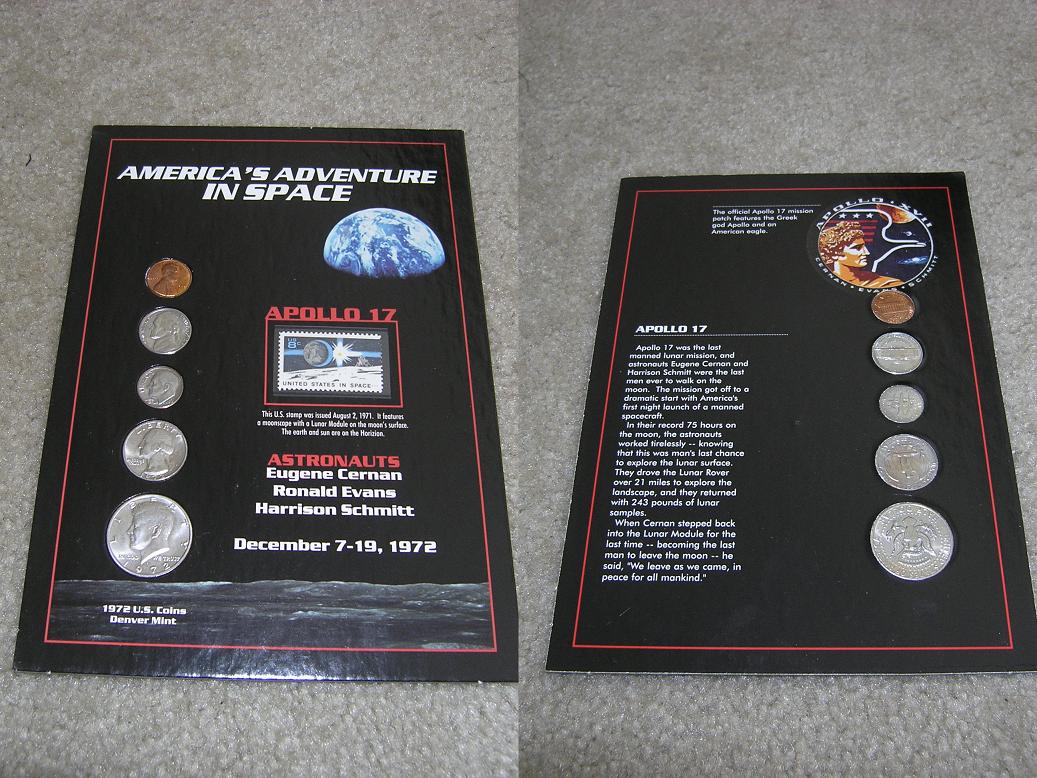 AMERICA'S ADVENTURE
IN SPACE
APOLLO 17
US
8c
UNITED STATES IN SPACE...
This U.S. stamp was issued August 2, 1971. It features
a moonscape with a Lunar Module on the moon's surface.
The earth and sun are on the Horizion.
ASTRONAUTS
Eugene Cernan
Ronald Evans
Harrison Schmitt
December 7-19, 1972
1972 U.S. Coins
Denver Mint
The official Apollo 17 mission
patch features the Greek
god Apollo and an
American eagle.
APOLLO XVII
CERNAN • EVANS • SCHMITT
APOLLO 17
Apollo 17 was the last
manned lunar mission, and
astronauts Eugene Cernan and
Harrison Schmitt were the last
men ever to walk on the
moon. The mission got off to a
dramatic start with America's
first night launch of a manned
spacecraft.
In their record 75 hours on
the moon, the astronauts
worked tirelessly -- knowing
that this was man's last chance
to explore the lunar surface.
They drove the Lunar Rover
over 21 miles to explore the
landscape, and they returned
with 243 pounds of lunar
samples.
When Cernan stepped back
into the Lunar Module for the
last time -- becoming the last
man to leave the moon -- he
said, "We leave as we came, in
peace for all mankind."